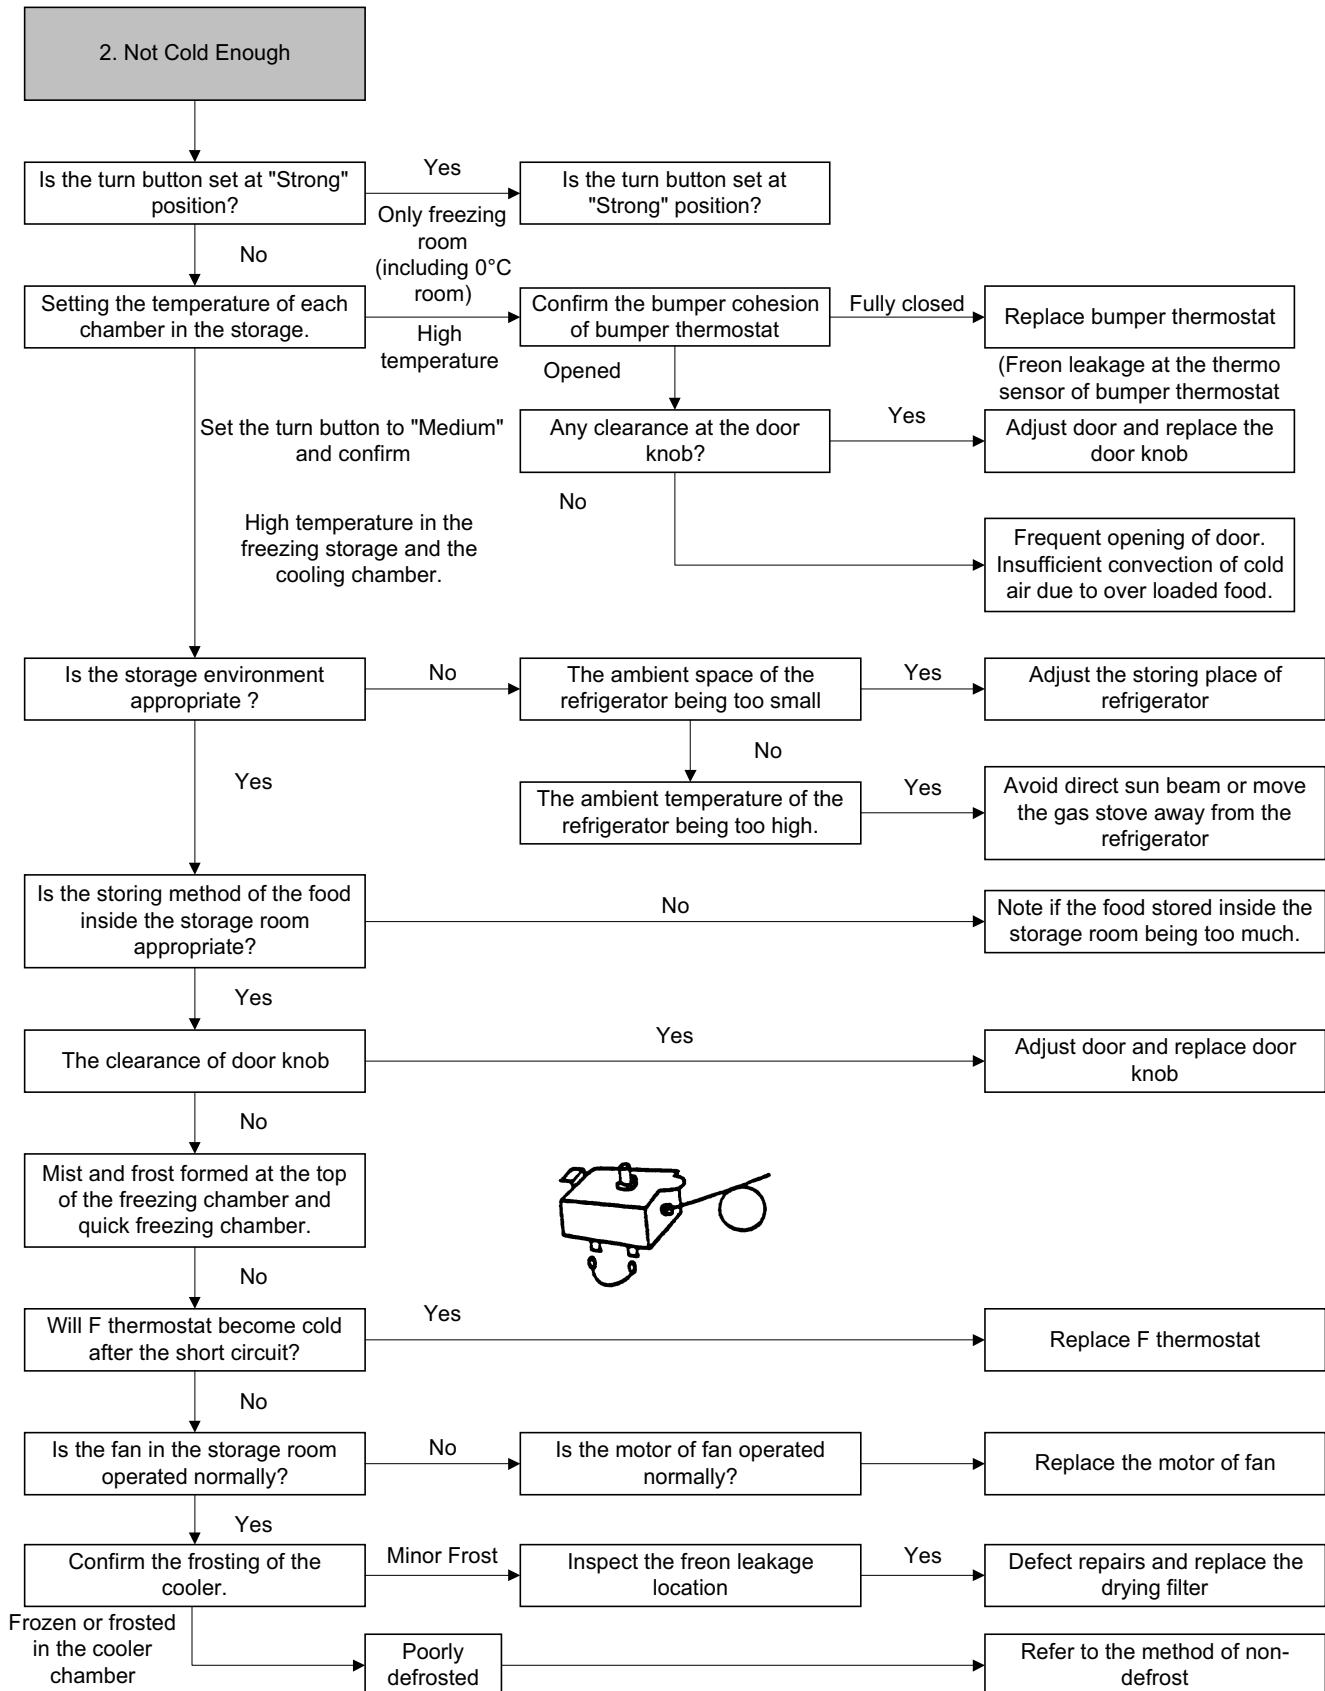 2. Not Cold Enough
Is the turn button set at "Strong"
position?
Yes
Is the turn button set at
"Strong" position?
Only freezing
room
(including 0°C
room)
No
Setting the temperature of each
chamber in the storage.
High
temperature
Confirm the bumper cohesion
of bumper thermostat
Fully closed
Replace bumper thermostat
(Freon leakage at the thermo
sensor of bumper thermostat
Opened
Set the turn button to "Medium"
and confirm
Any clearance at the door
knob?
Yes
Adjust door and replace the
door knob
No
High temperature in the
freezing storage and the
cooling chamber.
Frequent opening of door.
Insufficient convection of cold
air due to over loaded food.
Is the storage environment
appropriate ?
No
The ambient space of the
refrigerator being too small
Yes
Adjust the storing place of
refrigerator
No
Yes
The ambient temperature of the
refrigerator being too high.
Yes
Avoid direct sun beam or move
the gas stove away from the
refrigerator
Is the storing method of the food
inside the storage room
appropriate?
No
Note if the food stored inside the
storage room being too much.
Yes
The clearance of door knob
Yes
Adjust door and replace door
knob
No
Mist and frost formed at the top
of the freezing chamber and
quick freezing chamber.
No
Will F thermostat become cold
after the short circuit?
Yes
Replace F thermostat
No
Is the fan in the storage room
operated normally?
No
Is the motor of fan operated
normally?
Replace the motor of fan
Yes
Confirm the frosting of the
cooler.
Minor Frost
Inspect the freon leakage
location
Yes
Defect repairs and replace the
drying filter
Frozen or frosted
in the cooler
chamber
Poorly
defrosted
Refer to the method of non-
defrost